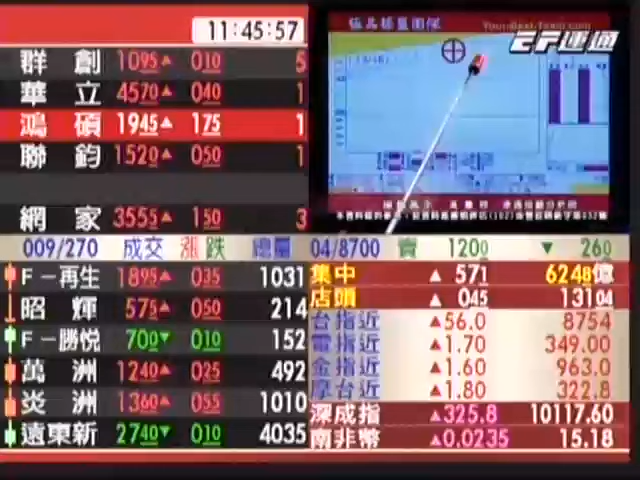 11:45:57
群創 1095▲ 010 5
華立 4570▲ 040 1
鴻碩 1945▲ 175 1
聯鈞 1520▲ 050 1
網家 3555▲ 150 3
009/270 成交 漲跌 總量
F－再生 1895▲ 035 1031
昭輝 575▲ 050 214
F－勝悅 700▼ 010 152
萬洲 1240▲ 025 492
炎洲 1360▲ 055 1010
遠東新 2740▼ 010 4035
EF運通
04/8700 賣 1200 ▼ 260
集中 ▲ 571 6248億
店頭 ▲ 045 13104
台指近 ▲56.0 8754
電指近 ▲1.70 349.00
金指近 ▲1.60 963.0
摩台近 ▲1.80 322.8
深成指 ▲325.8 10117.60
南非幣 ▲0.0235 15.18